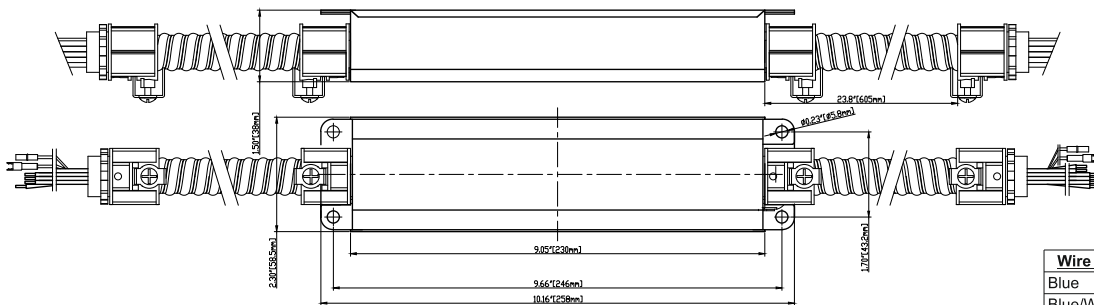 1.50"[38mm]
23.8"[605mm]
ø0.23"[ø5.8mm]
2.30"[58.5mm]
1.70"[43.2mm]
9.05"[230mm]
9.66"[246mm]
10.16"[258mm]
Wire
Blue
Blue/W